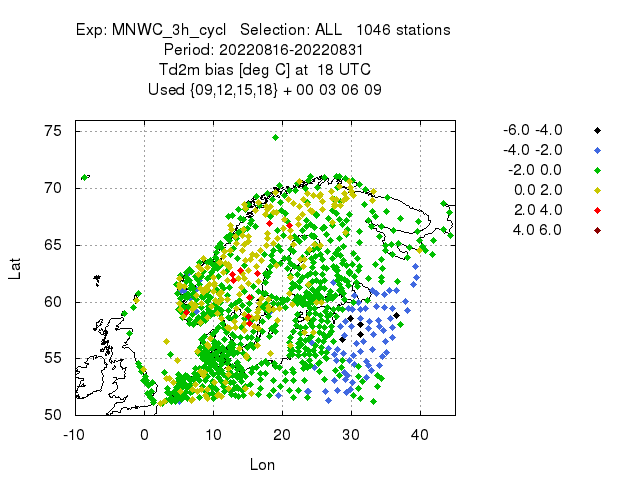 Exp: MNWC_3h_cycl Selection: ALL 1046 stations
Period: 20220816-20220831
Td2m bias [deg C] at 18 UTC
Used {09,12,15,18} + 00 03 06 09
-6.0 -4.0
-4.0 -2.0
-2.0 0.0
0.0 2.0
2.0 4.0
4.0 6.0
75
70
65
60
55
50
Lat
-10 0 10 20 30 40
Lon